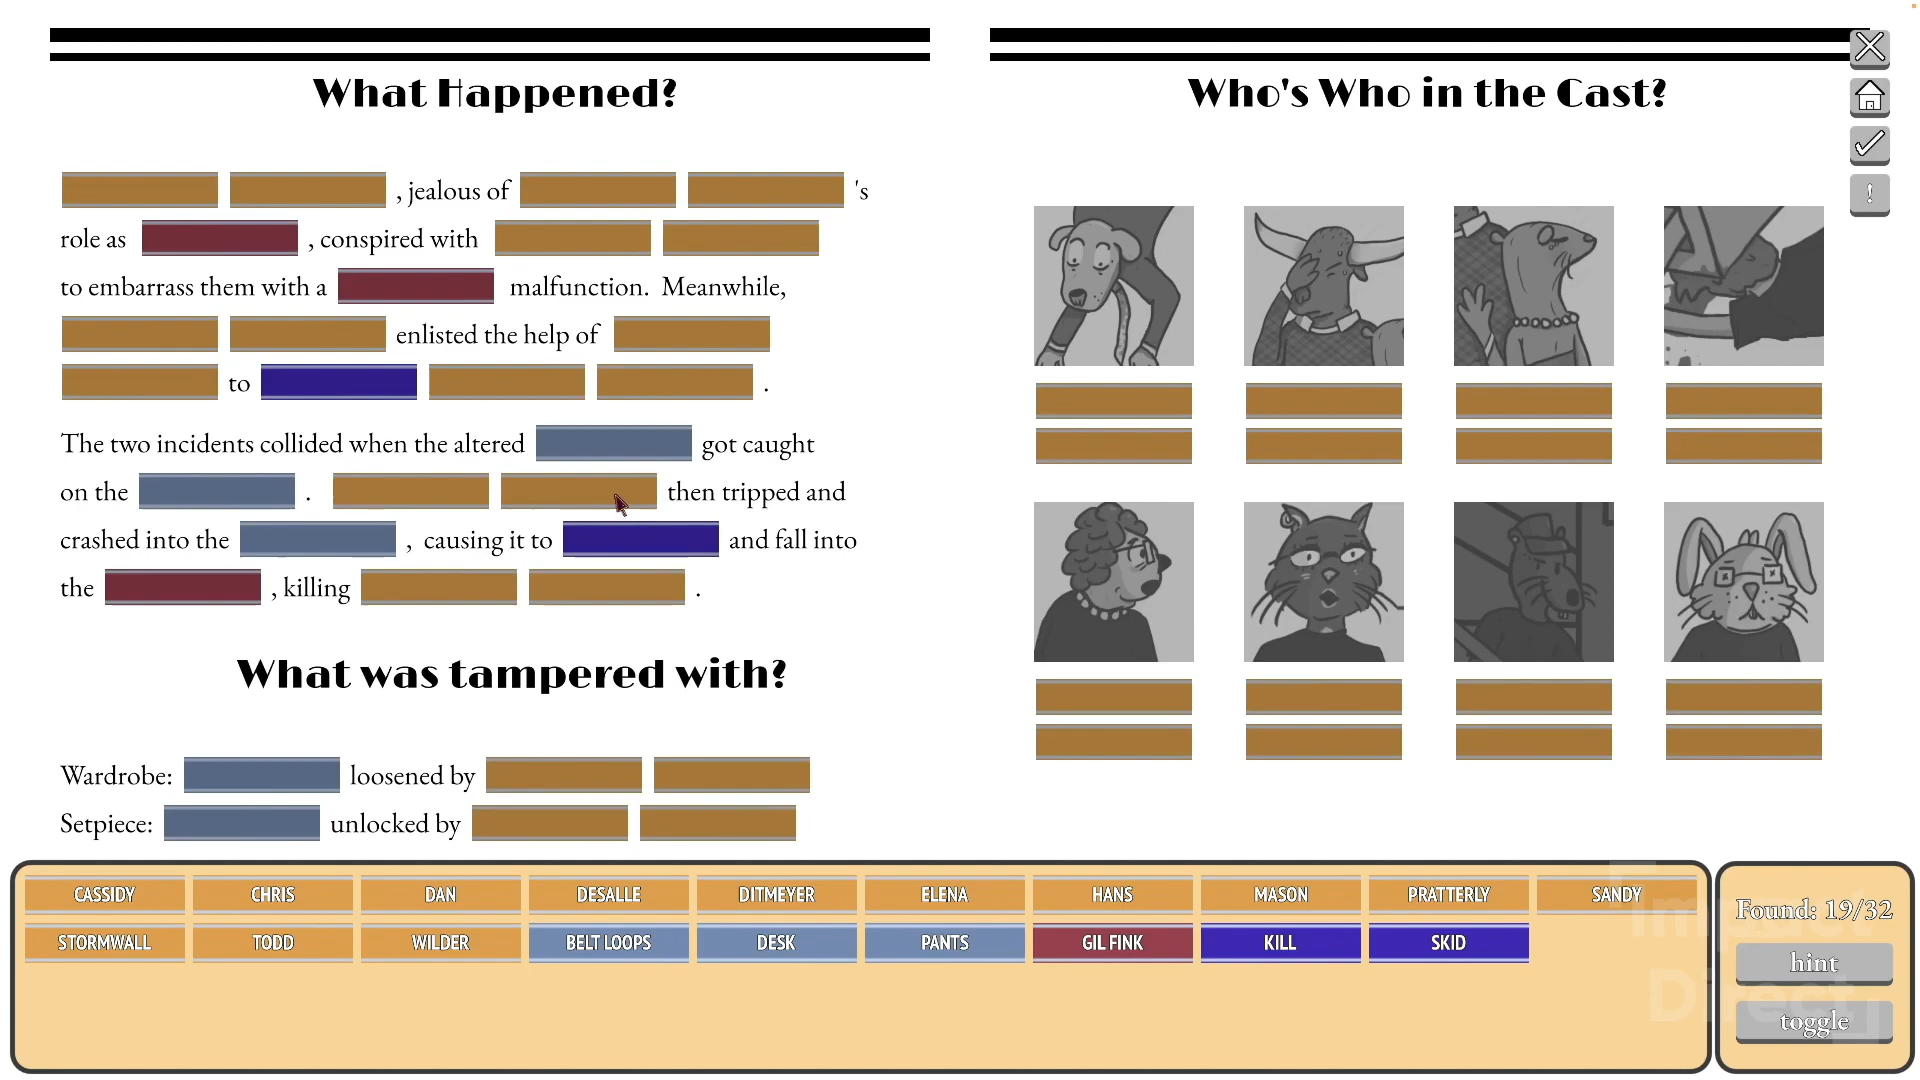 What Happened?
, jealous of 's
role as , conspired with
to embarrass them with a malfunction. Meanwhile,
enlisted the help of
to .
The two incidents collided when the altered got caught
on the . then tripped and
crashed into the , causing it to and fall into
the , killing .
What was tampered with?
Wardrobe: loosened by
Setpiece: unlocked by
Who's Who in the Cast?
!
CASSIDY CHRIS DAN DESALLE DITMEYER ELENA HANS MASON PRATTERLY SANDY
STORMWALL TODD WILDER BELT LOOPS DESK PANTS GIL FINK KILL SKID
Found: 19/32
hint
toggle
Impact
Direct